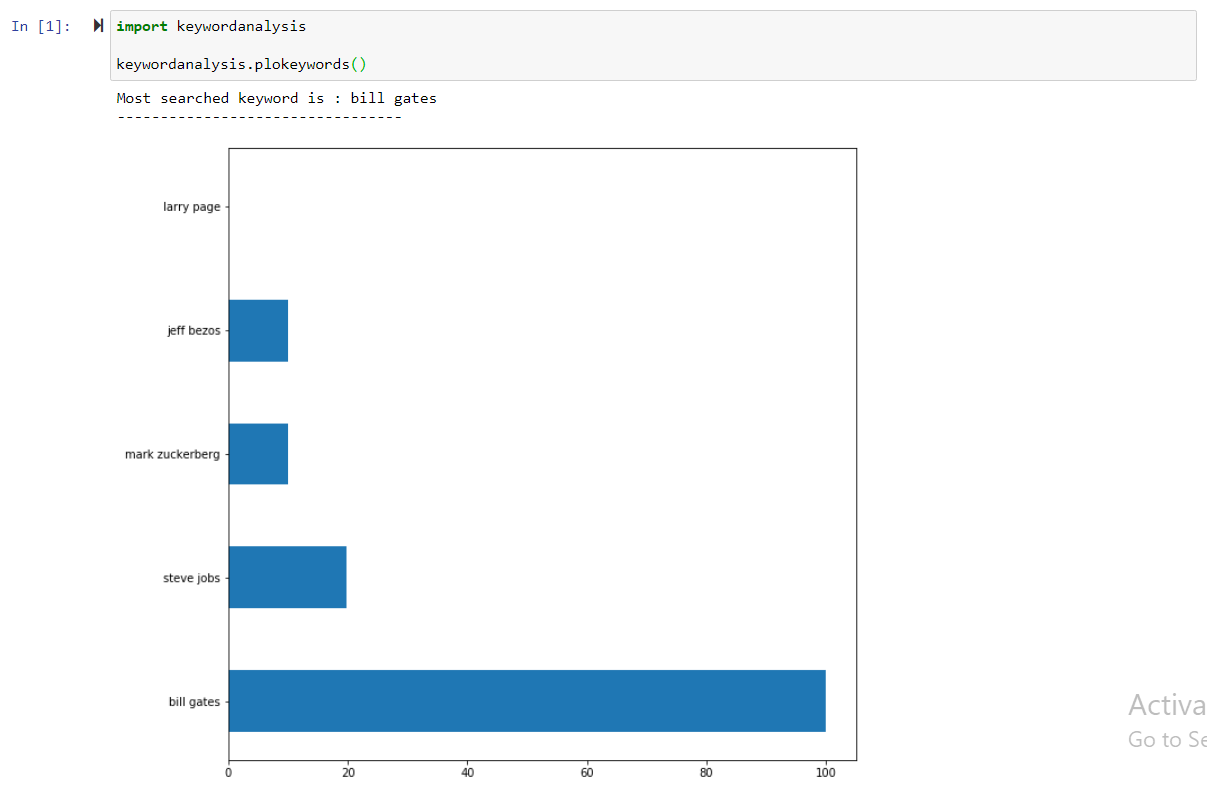 In [1]:
import keywordanalysis
keywordanalysis.plokeywords()
Most searched keyword is : bill gates
---------------------------------
larry page
jeff bezos
mark zuckerberg
steve jobs
bill gates
0 20 40 60 80 100
Activa
Go to Se